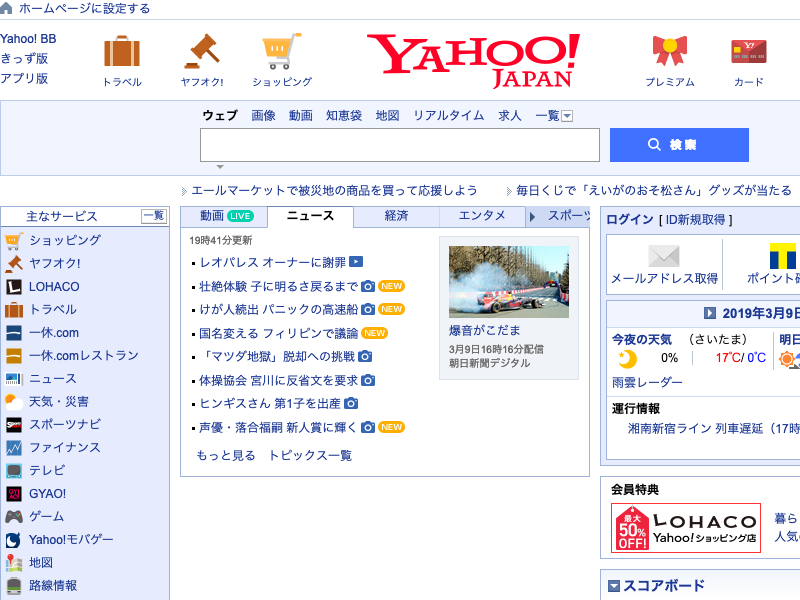 ホームページに設定する
Yahoo! BB
きっず版
アプリ版
トラベル
ヤフオク!
ショッピング
YAHOO!
JAPAN
プレミアム
カード
ウェブ 画像 動画 知恵袋 地図 リアルタイム 求人 一覧
検索
エールマーケットで被災地の商品を買って応援しよう
毎日くじで「えいがのおそ松さん」グッズが当たる
主なサービス 一覧
ショッピング
ヤフオク!
LOHACO
トラベル
一休.com
一休.comレストラン
ニュース
天気・災害
スポーツナビ
ファイナンス
テレビ
GYAO!
ゲーム
Yahoo!モバゲー
地図
路線情報
動画 LIVE ニュース 経済 エンタメ スポーツ
19時41分更新
レオパレス オーナーに謝罪
壮絶体験 子に明るさ戻るまで NEW
けが人続出 パニックの高速船 NEW
国名変える フィリピンで議論 NEW
「マツダ地獄」脱却への挑戦
体操協会 宮川に反省文を要求
ヒンギスさん 第1子を出産
声優・落合福嗣 新人賞に輝く NEW
もっと見る トピックス一覧
爆音がこだま
3月9日16時16分配信
朝日新聞デジタル
ログイン [ ID新規取得 ]
メールアドレス取得
ポイント確
2019年3月9日
今夜の天気 (さいたま) 明日
0% 17℃/ 0℃
雨雲レーダー
運行情報
湘南新宿ライン 列車遅延 (17時
会員特典
最大
50%
OFF!
LOHACO
Yahoo!ショッピング店
暮ら
人気
スコアボード